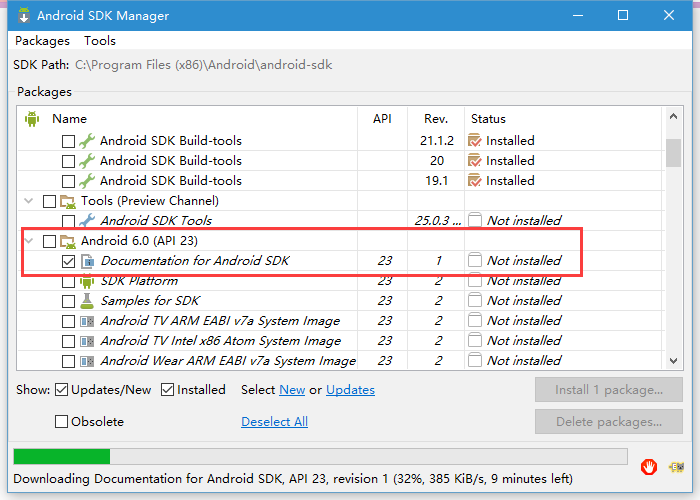 Android SDK Manager
Packages Tools
SDK Path: C:\Program Files (x86)\Android\android-sdk
Packages
Name API Rev. Status
Android SDK Build-tools 21.1.2 Installed
Android SDK Build-tools 20 Installed
Android SDK Build-tools 19.1 Installed
Tools (Preview Channel)
Android SDK Tools 25.0.3 ... Not installed
Android 6.0 (API 23)
Documentation for Android SDK 23 1 Not installed
SDK Platform 23 2 Not installed
Samples for SDK 23 2 Not installed
Android TV ARM EABI v7a System Image 23 2 Not installed
Android TV Intel x86 Atom System Image 23 2 Not installed
Android Wear ARM EABI v7a System Image 23 2 Not installed
Show: Updates/New Installed Select New or Updates Install 1 package...
Obsolete Deselect All Delete packages...
Downloading Documentation for Android SDK, API 23, revision 1 (32%, 385 KiB/s, 9 minutes left)